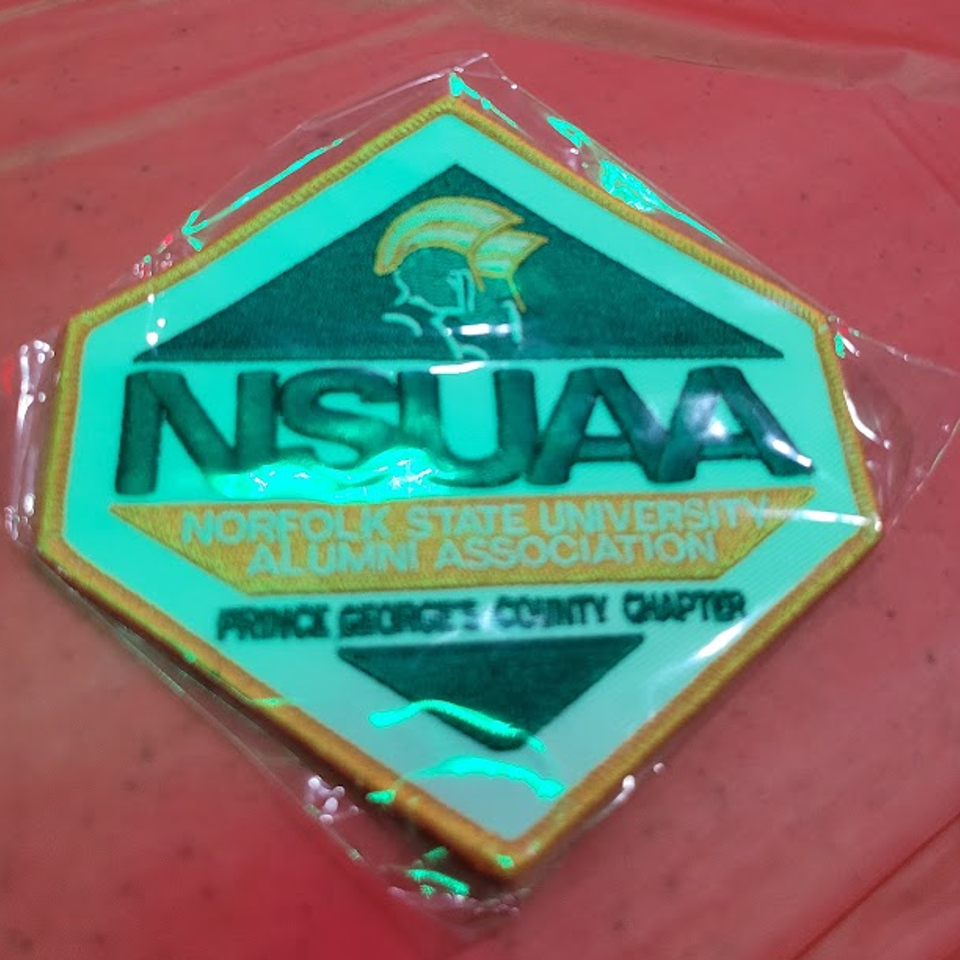 NSUAA
NORFOLK STATE UNIVERSITY
ALUMNI ASSOCIATION
PRINCE GEORGE'S COUNTY CHAPTER